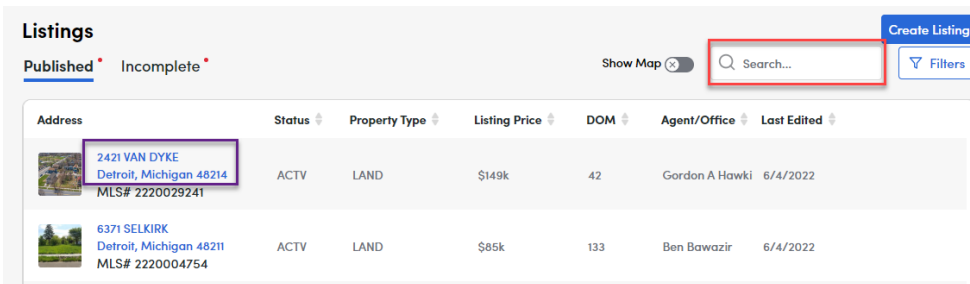 Listings
Create Listing
Published Incomplete
Show Map
Search...
Filters
Address Status Property Type Listing Price DOM Agent/Office Last Edited
2421 VAN DYKE
Detroit, Michigan 48214
MLS# 2220029241
ACTV LAND $149k 42 Gordon A Hawki 6/4/2022
6371 SELKIRK
Detroit, Michigan 48211
MLS# 2220004754
ACTV LAND $85k 133 Ben Bawazir 6/4/2022